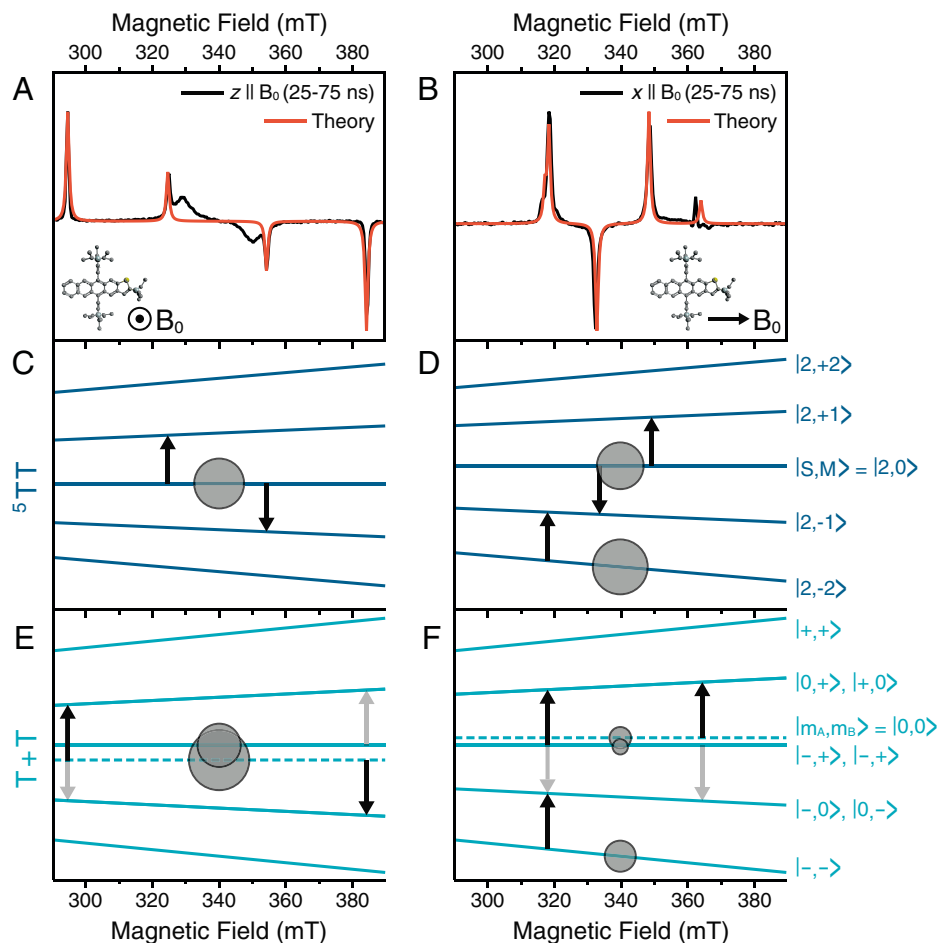 Magnetic Field (mT)
Magnetic Field (mT)
300 320 340 360 380
300 320 340 360 380
A
z || B₀ (25-75 ns)
Theory
B₀
B
x || B₀ (25-75 ns)
Theory
B₀
C
D
⁵TT
|2,+2⟩
|2,+1⟩
|S,M⟩ = |2,0⟩
|2,-1⟩
|2,-2⟩
E
F
T+T
|+,+⟩
|0,+⟩, |+,0⟩
|m_A,m_B⟩ = |0,0⟩
|-,+⟩, |-,+⟩
|-,0⟩, |0,-⟩
|-,-⟩
300 320 340 360 380
300 320 340 360 380
Magnetic Field (mT)
Magnetic Field (mT)